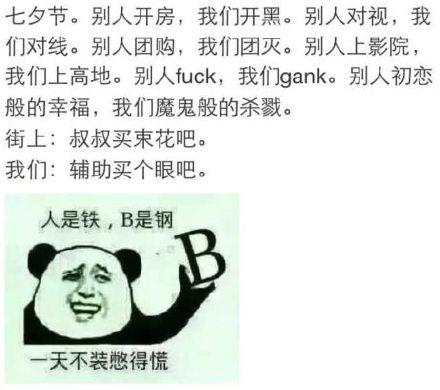 七夕节。别人开房，我们开黑。别人对视，我
们对线。别人团购，我们团灭。别人上影院，
我们上高地。别人fuck，我们gank。别人初恋
般的幸福，我们魔鬼般的杀戮。
街上：叔叔买束花吧。
我们：辅助买个眼吧。
人是铁，B是钢
B
一天不装憋得慌